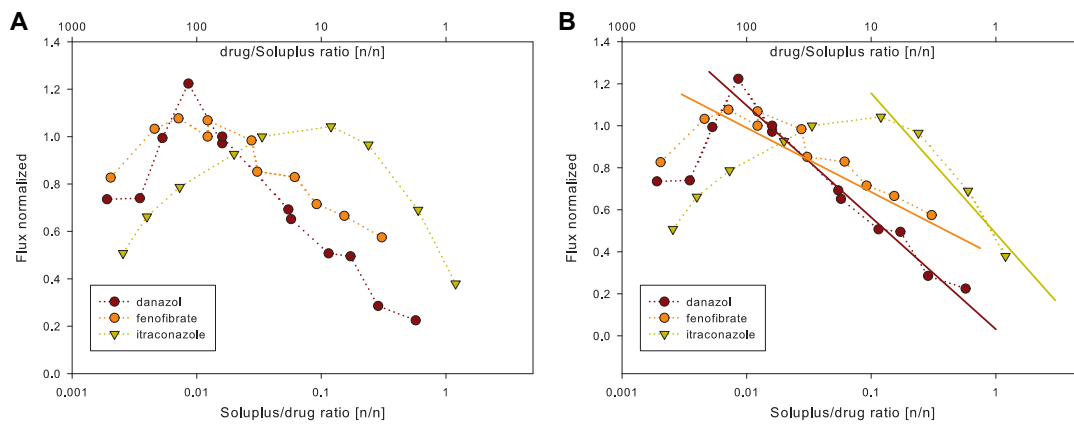 A
1000 100 10 1
drug/Soluplus ratio [n/n]
1.4
1.2
1.0
0.8
0.6
0.4
0.2
0.0
Flux normalized
danazol
fenofibrate
itraconazole
0.001 0.01 0.1 1
Soluplus/drug ratio [n/n]
B
1000 100 10 1
drug/Soluplus ratio [n/n]
1.4
1.2
1.0
0.8
0.6
0.4
0.2
0.0
Flux normalized
danazol
fenofibrate
itraconazole
0.001 0.01 0.1 1
Soluplus/drug ratio [n/n]